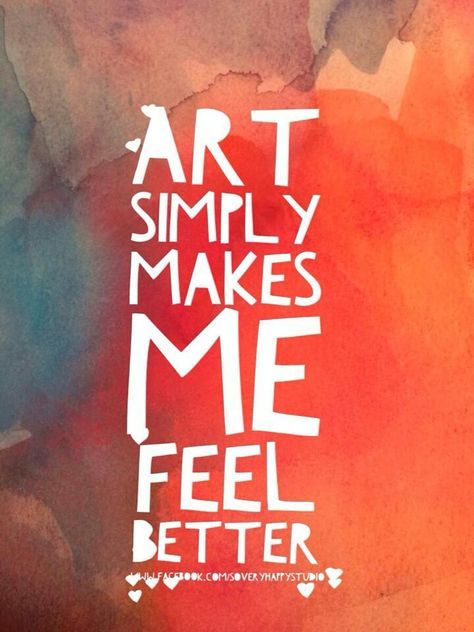 ART
SIMPLY
MAKES
ME
FEEL
BETTER
WWW.FACEBOOK.COM/SOVERYHAPPYSTUDIO